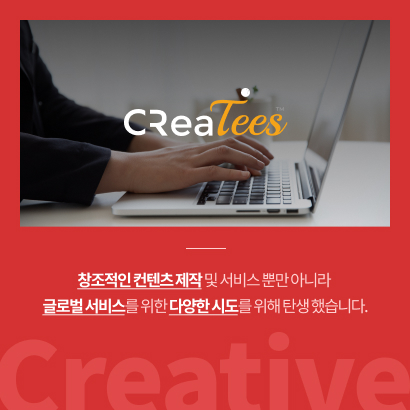 CReaTees™
창조적인 컨텐츠 제작 및 서비스 뿐만 아니라
글로벌 서비스를 위한 다양한 시도를 위해 탄생 했습니다.
Creative